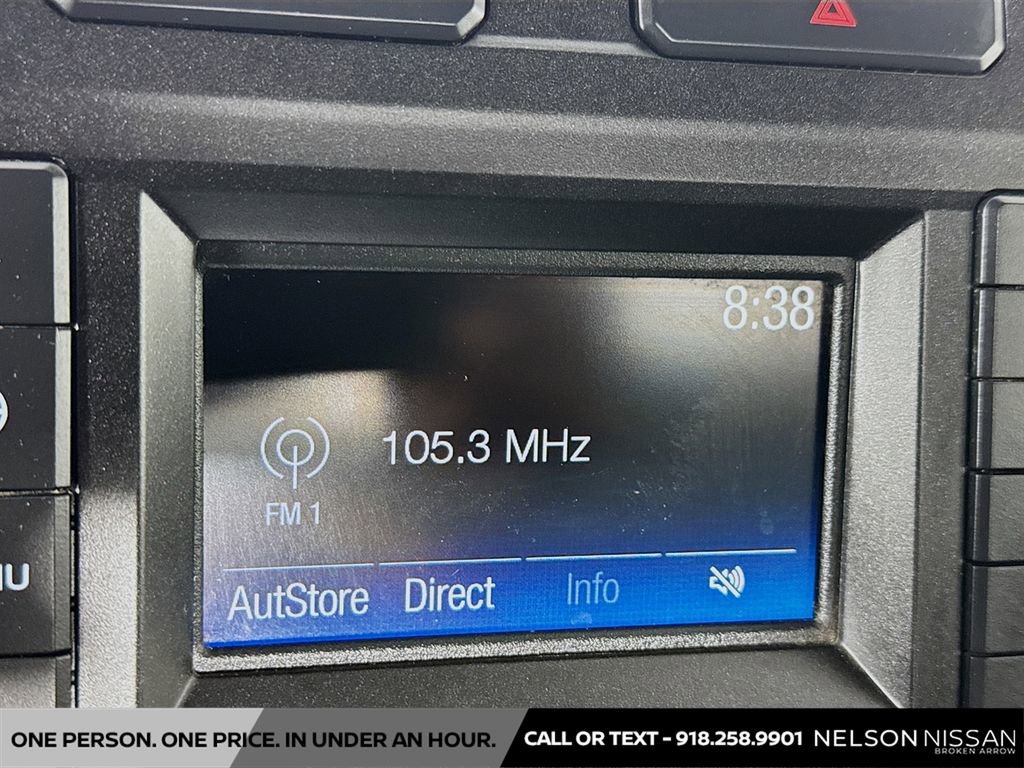 8:38
105.3 MHz
FM 1
AutStore Direct Info
ONE PERSON. ONE PRICE. IN UNDER AN HOUR.
CALL OR TEXT - 918.258.9901 NELSON NISSAN
BROKEN ARROW